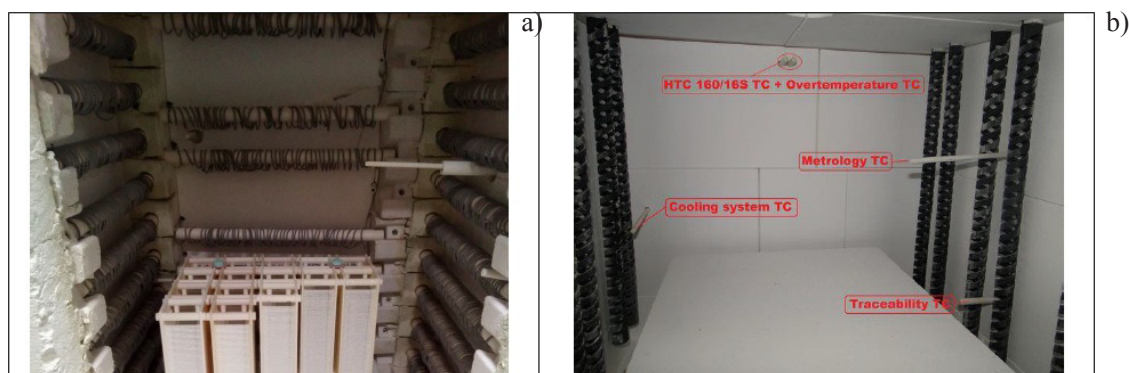 a)
b)
HTC 160/16S TC + Overtemperature TC
Metrology TC
Cooling system TC
Traceability TC